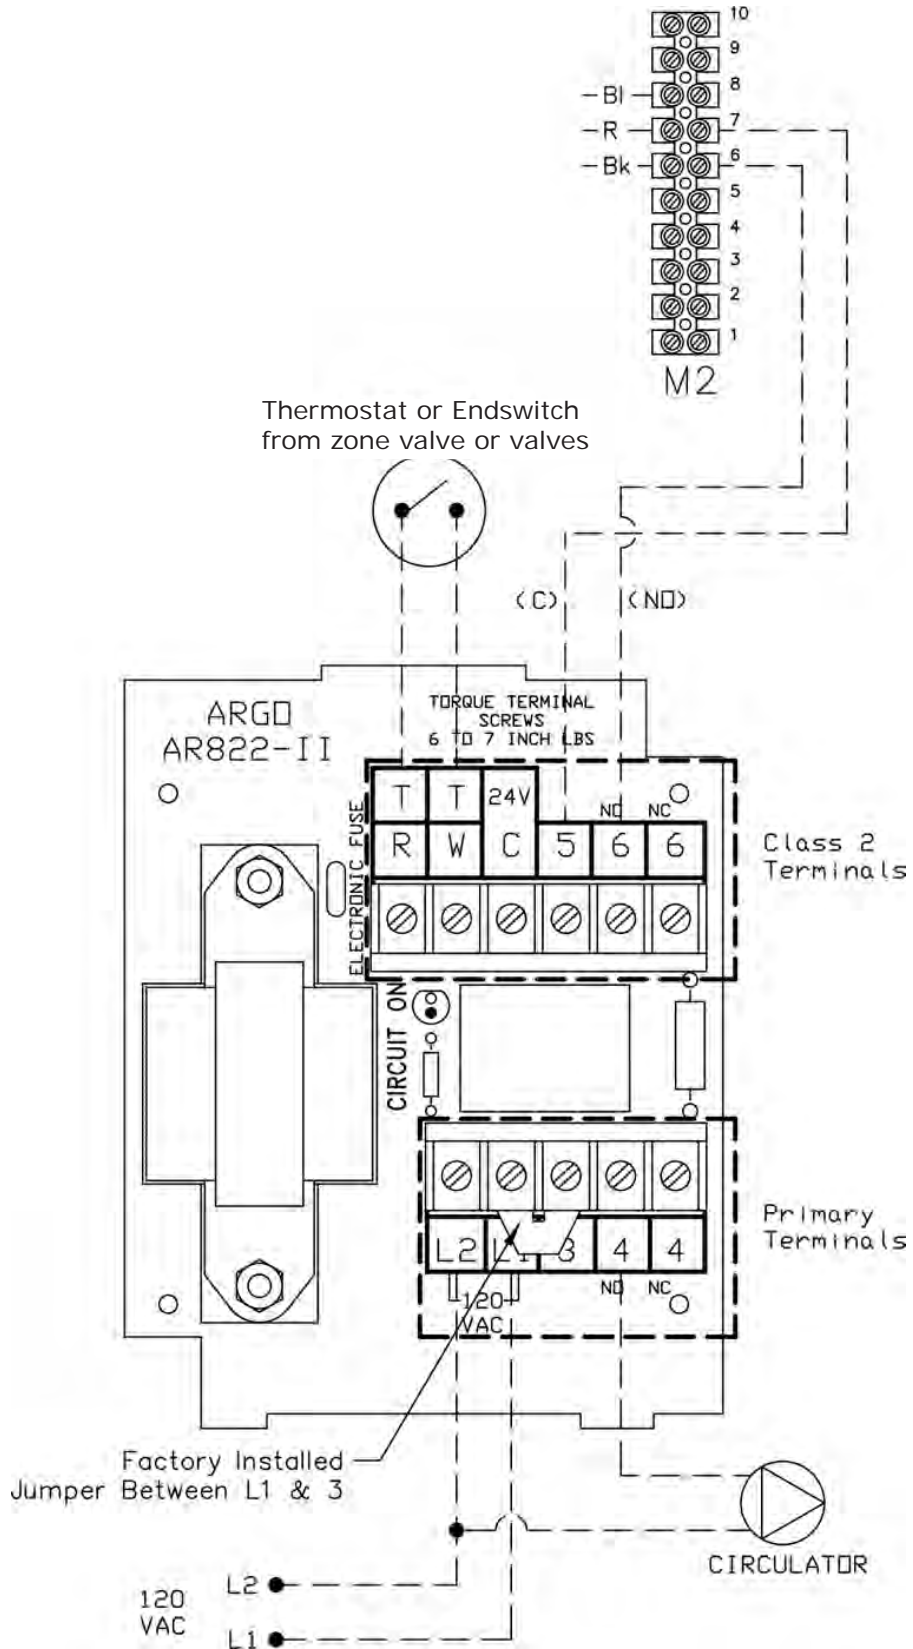 10
9
-Bl- 8
-R- 7
-Bk- 6
5
4
3
2
1
M2
Thermostat or Endswitch
from zone valve or valves
(C) (NO)
ARGO
AR822-II
TORQUE TERMINAL
SCREWS
6 TO 7 INCH LBS
ELECTRONIC FUSE
T T 24V NO NC
R W C 5 6 6
Class 2
Terminals
CIRCUIT ON
Primary
Terminals
L2 L1 3 4 4
NO NC
120
VAC
Factory Installed
Jumper Between L1 & 3
CIRCULATOR
120
VAC
L2
L1